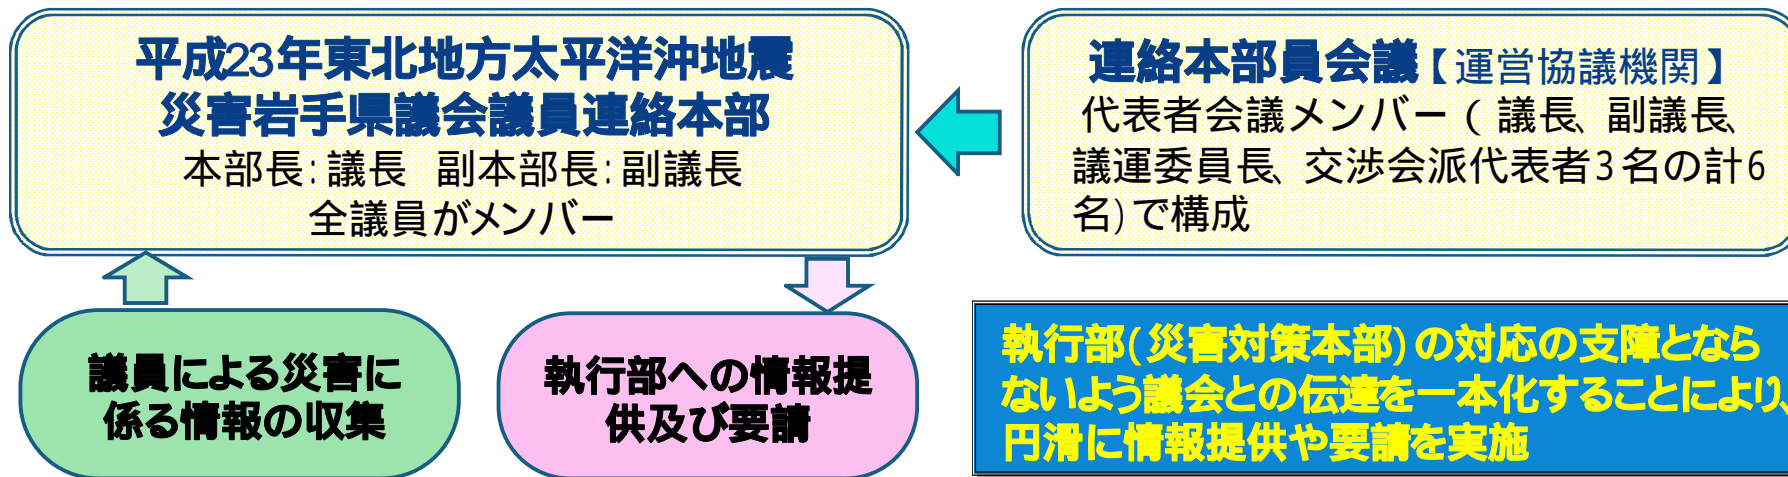 平成23年東北地方太平洋沖地震
災害岩手県議会議員連絡本部
本部長:議長 副本部長:副議長
全議員がメンバー
連絡本部員会議【運営協議機関】
代表者会議メンバー(議長、副議長、
議運委員長、交渉会派代表者3名の計6
名)で構成
議員による災害に
係る情報の収集
執行部への情報提
供及び要請
執行部(災害対策本部)の対応の支障となら
ないよう議会との伝達を一本化することにより、
円滑に情報提供や要請を実施